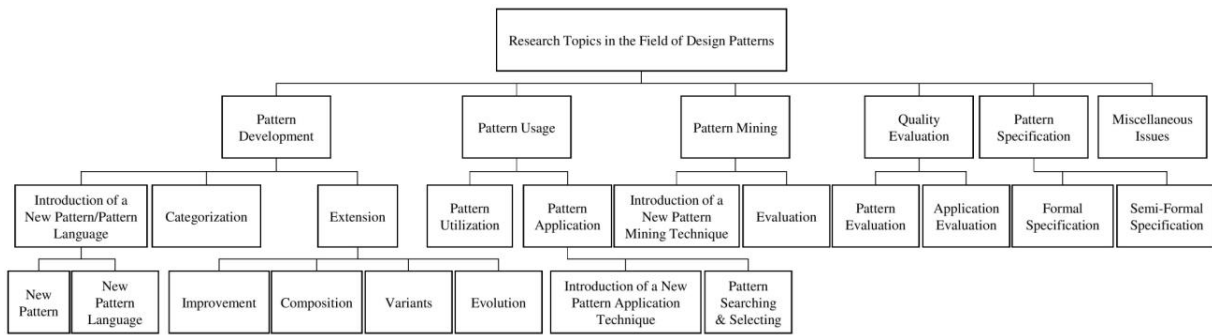 Research Topics in the Field of Design Patterns
Pattern
Development
Pattern Usage
Pattern Mining
Quality
Evaluation
Pattern
Specification
Miscellaneous
Issues
Introduction of a
New Pattern/Pattern
Language
Categorization
Extension
Pattern
Utilization
Pattern
Application
Introduction of a
New Pattern
Mining Technique
Evaluation
Pattern
Evaluation
Application
Evaluation
Formal
Specification
Semi-Formal
Specification
New
Pattern
New
Pattern
Language
Improvement
Composition
Variants
Evolution
Introduction of a New
Pattern Application
Technique
Pattern
Searching
& Selecting